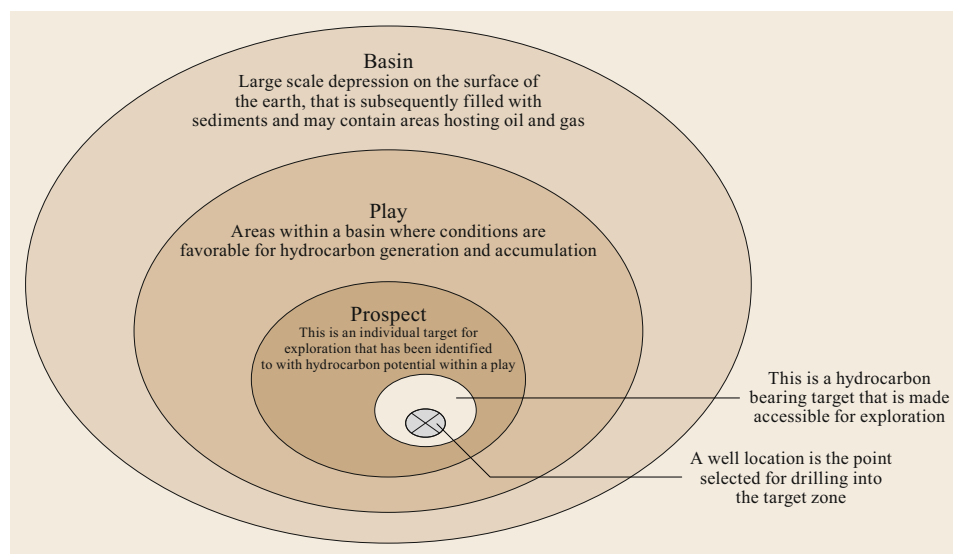 Basin
Large scale depression on the surface of
the earth, that is subsequently filled with
sediments and may contain areas hosting oil and gas
Play
Areas within a basin where conditions are
favorable for hydrocarbon generation and accumulation
Prospect
This is an individual target for
exploration that has been identified
to with hydrocarbon potential within a play
This is a hydrocarbon
bearing target that is made
accessible for exploration
A well location is the point
selected for drilling into
the target zone